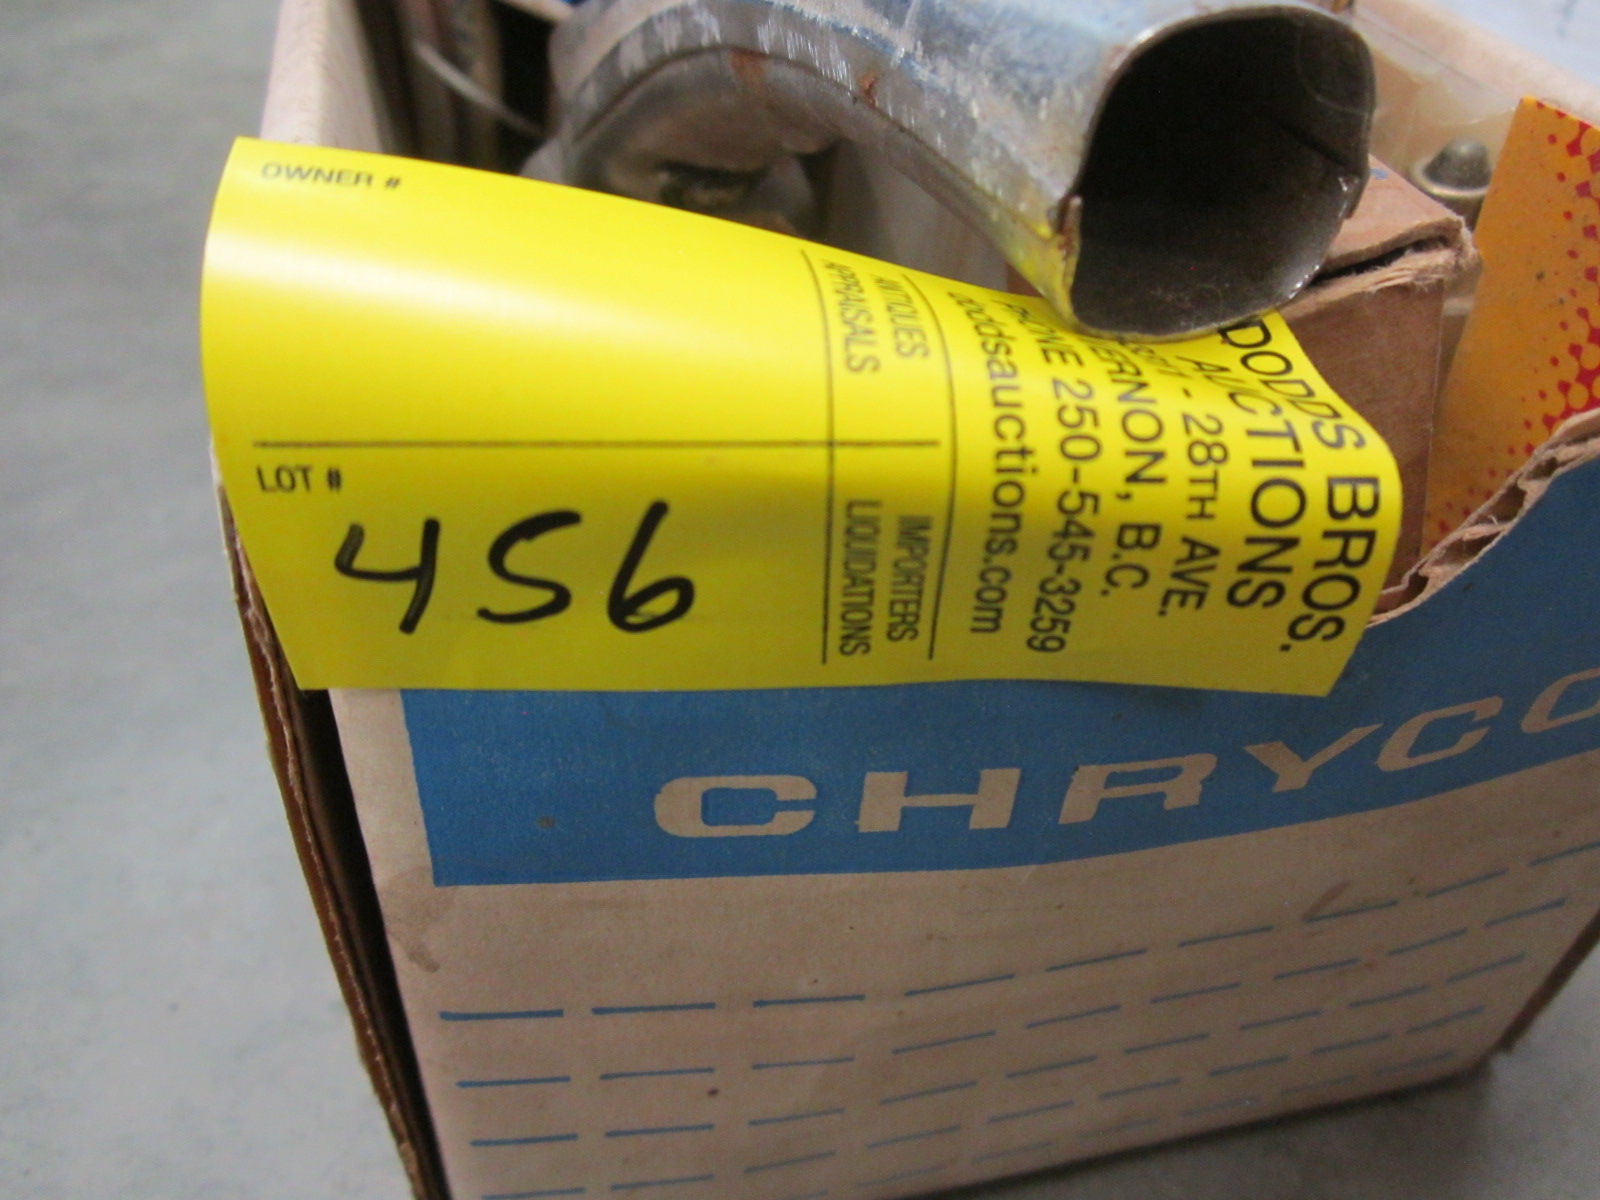 OWNER #
LOT #
456
ANTIQUES
APPRAISALS
IMPORTERS
LIQUIDATIONS
DODDS BROS.
AUCTIONS
- 28TH AVE.
VERNON, B.C.
PHONE 250-545-3259
doddsauctions.com
CHRYCO